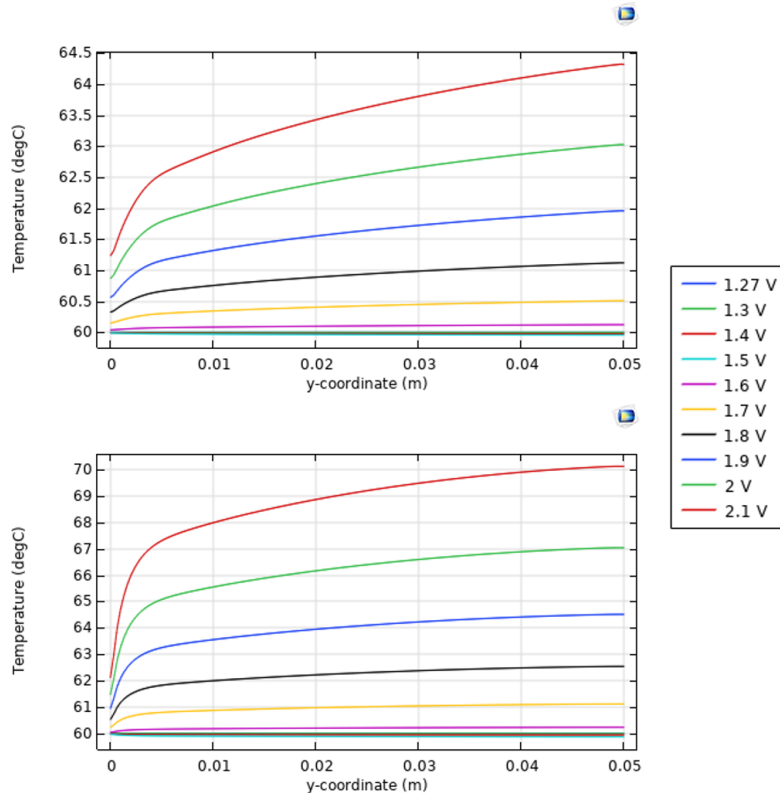 64.5
64
63.5
63
62.5
62
61.5
61
60.5
60
Temperature (degC)
0 0.01 0.02 0.03 0.04 0.05
y-coordinate (m)
1.27 V
1.3 V
1.4 V
1.5 V
1.6 V
1.7 V
1.8 V
1.9 V
2 V
2.1 V
70
69
68
67
66
65
64
63
62
61
60
Temperature (degC)
0 0.01 0.02 0.03 0.04 0.05
y-coordinate (m)